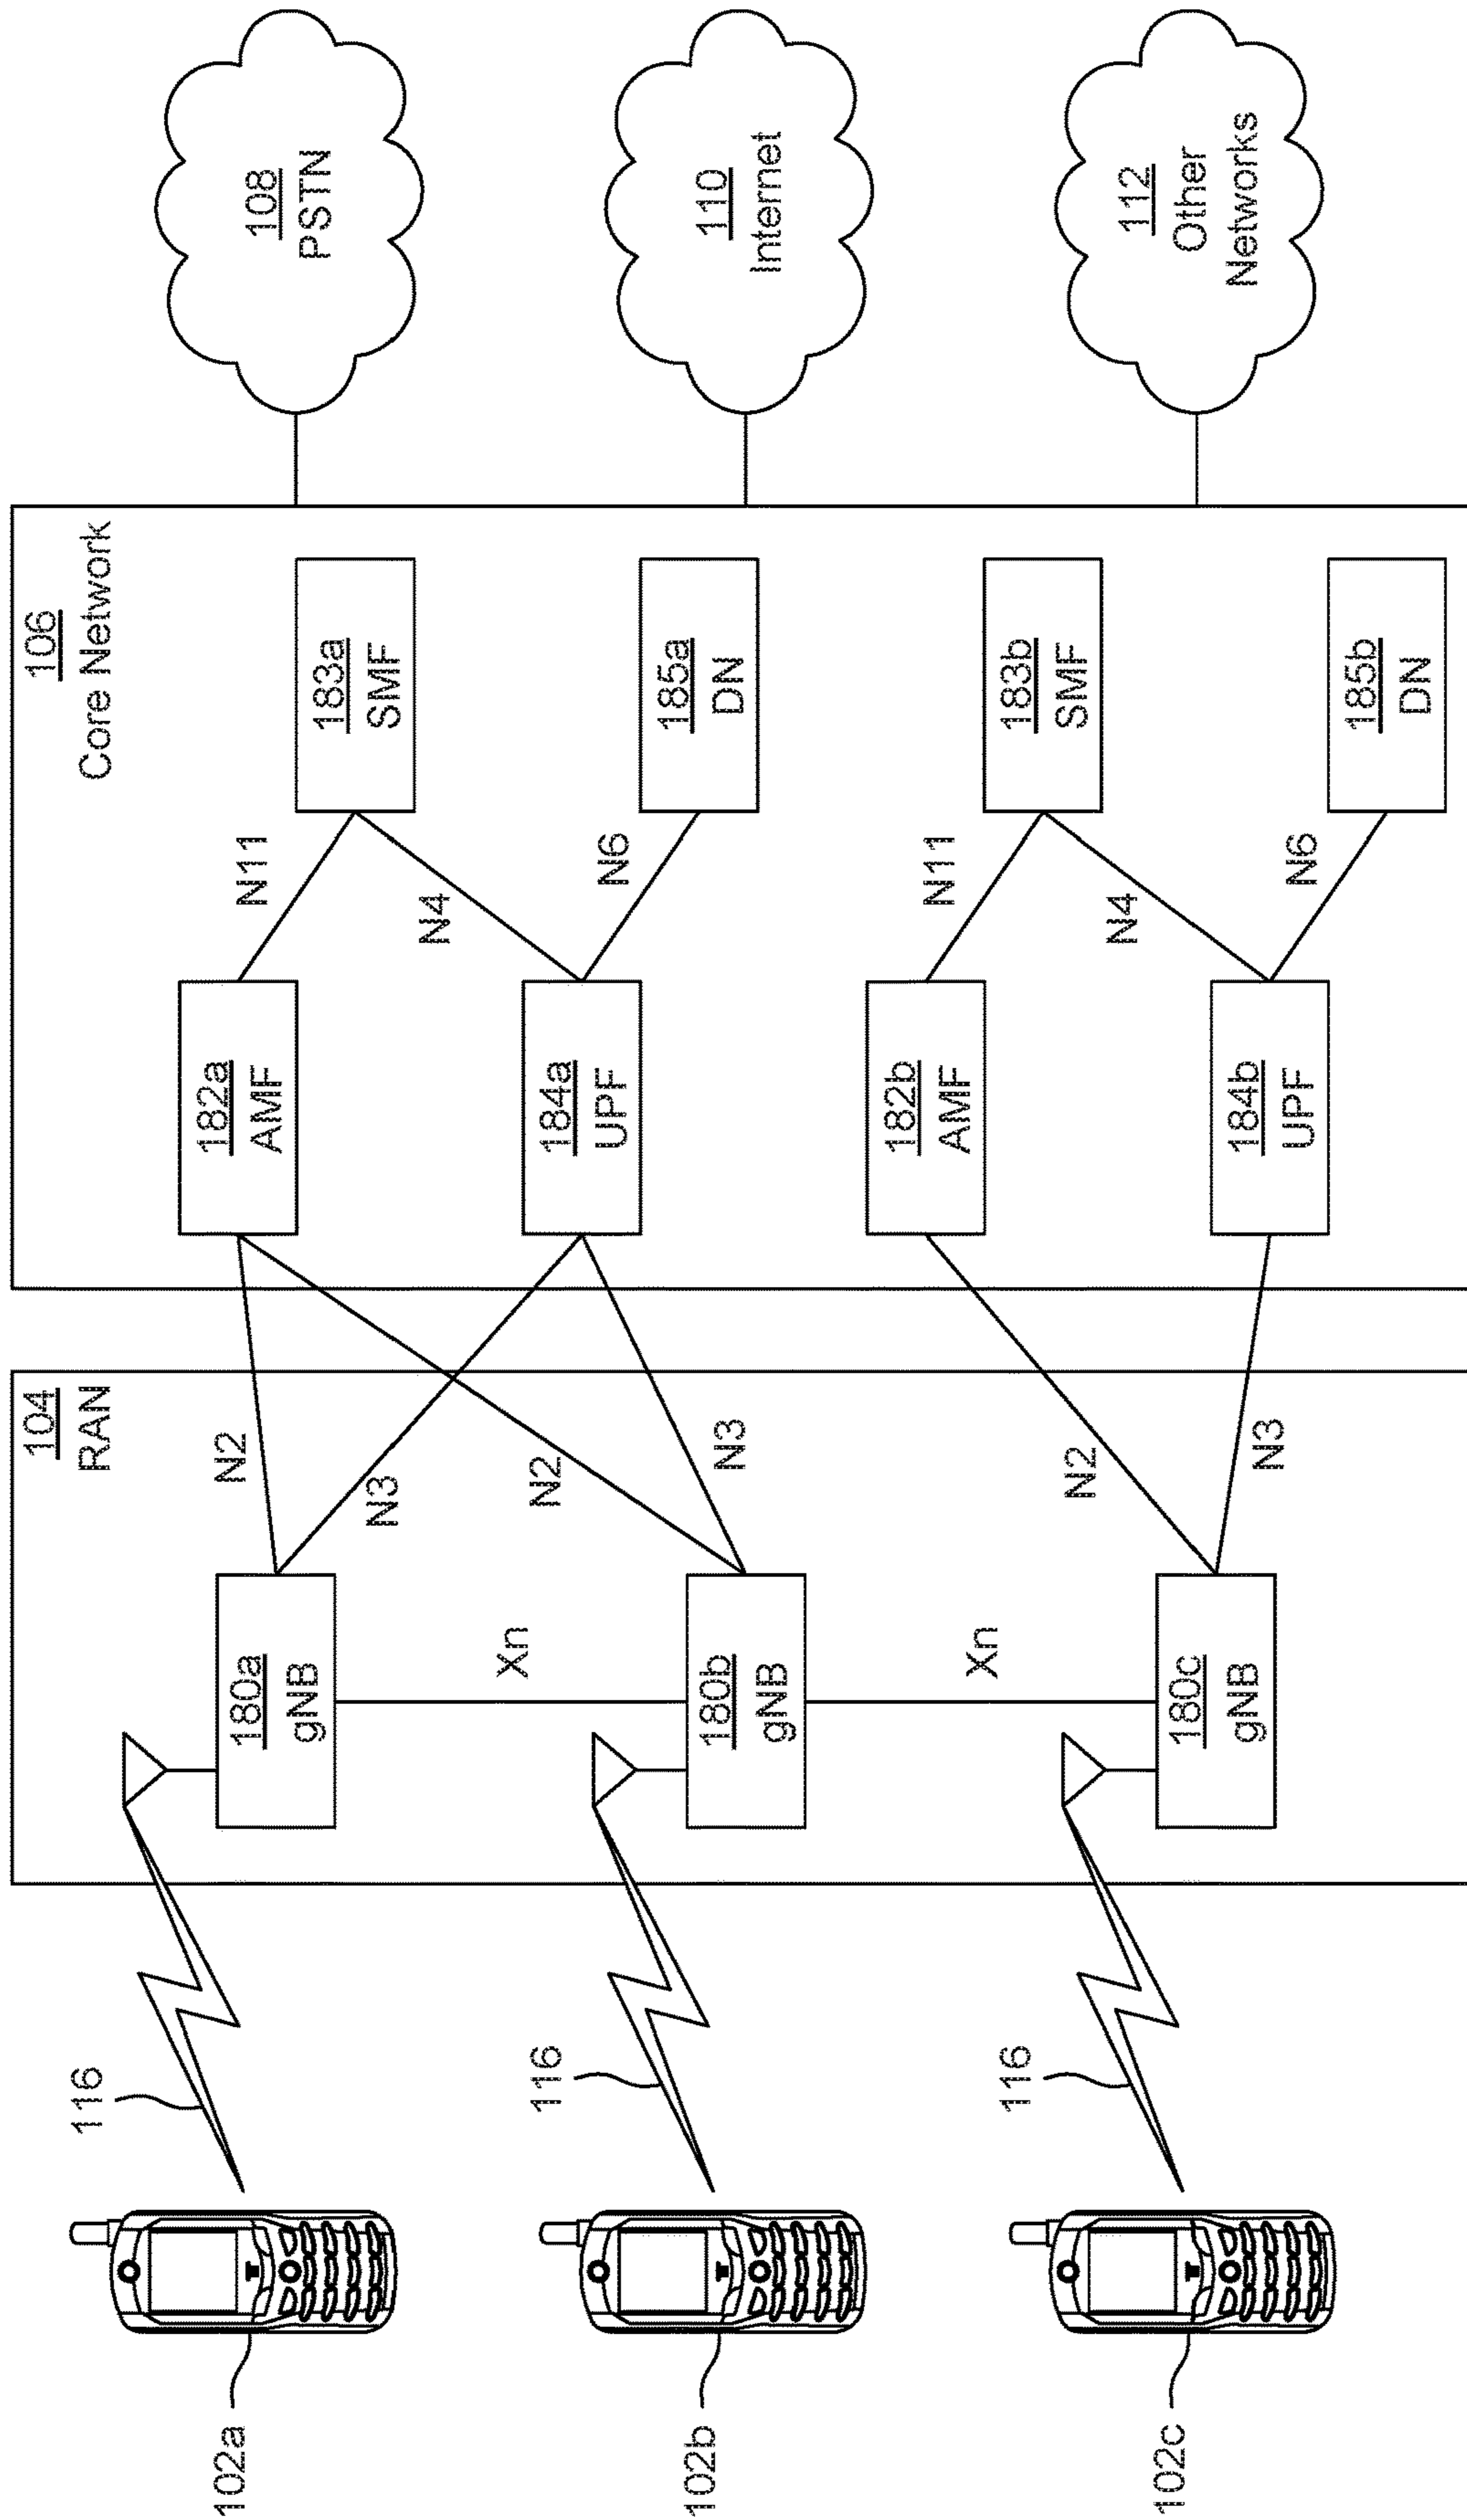 102a
102b
102c
116
116
116
104
RAN
180a
gNB
Xn
180b
gNB
Xn
180c
gNB
N2
N3
N2
N3
N2
N3
106
Core Network
182a
AMF
184a
UPF
182b
AMF
184b
UPF
N11
N4
N6
N11
N4
N6
183a
SMF
185a
DN
183b
SMF
185b
DN
108
PSTN
110
Internet
112
Other
Networks